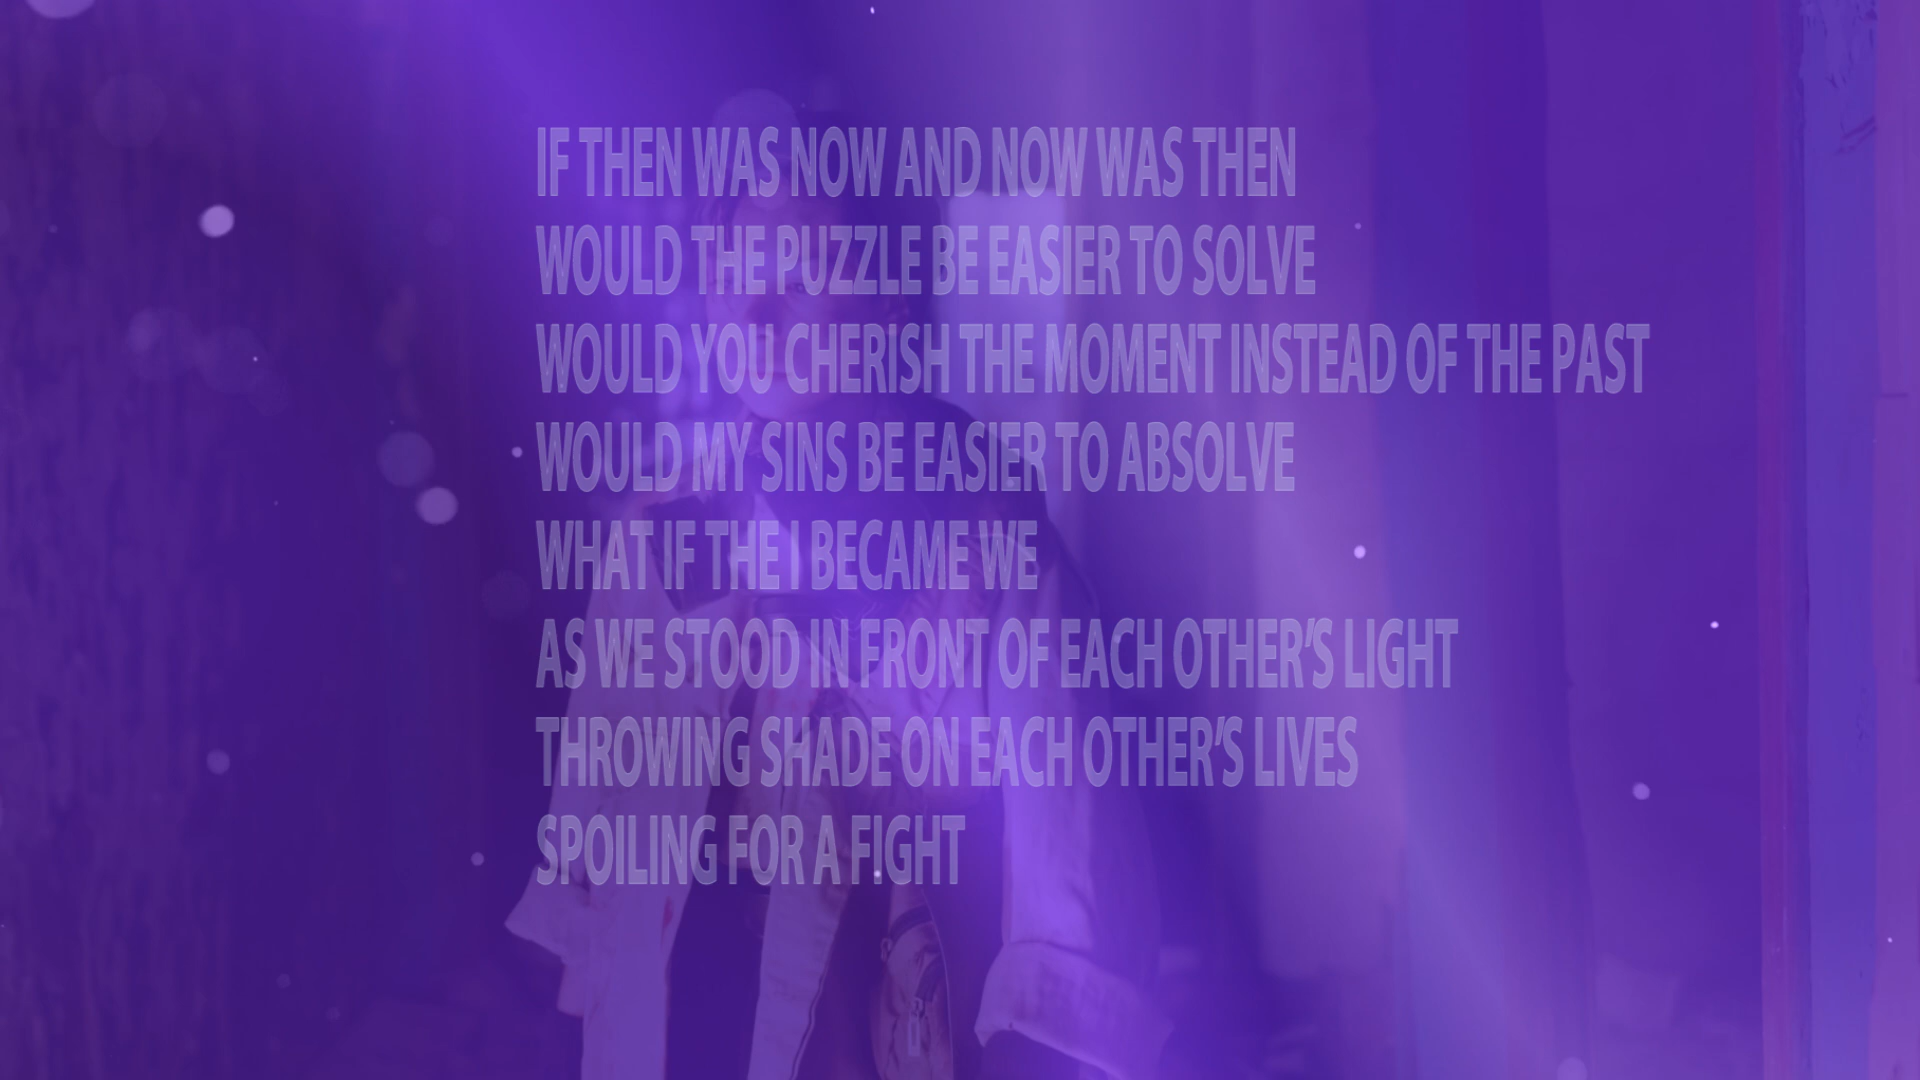 IF THEN WAS NOW AND NOW WAS THEN
WOULD THE PUZZLE BE EASIER TO SOLVE
WOULD YOU CHERISH THE MOMENT INSTEAD OF THE PAST
WOULD MY SINS BE EASIER TO ABSOLVE
WHAT IF THE I BECAME WE
AS WE STOOD IN FRONT OF EACH OTHER'S LIGHT
THROWING SHADE ON EACH OTHER'S LIVES
SPOILING FOR A FIGHT